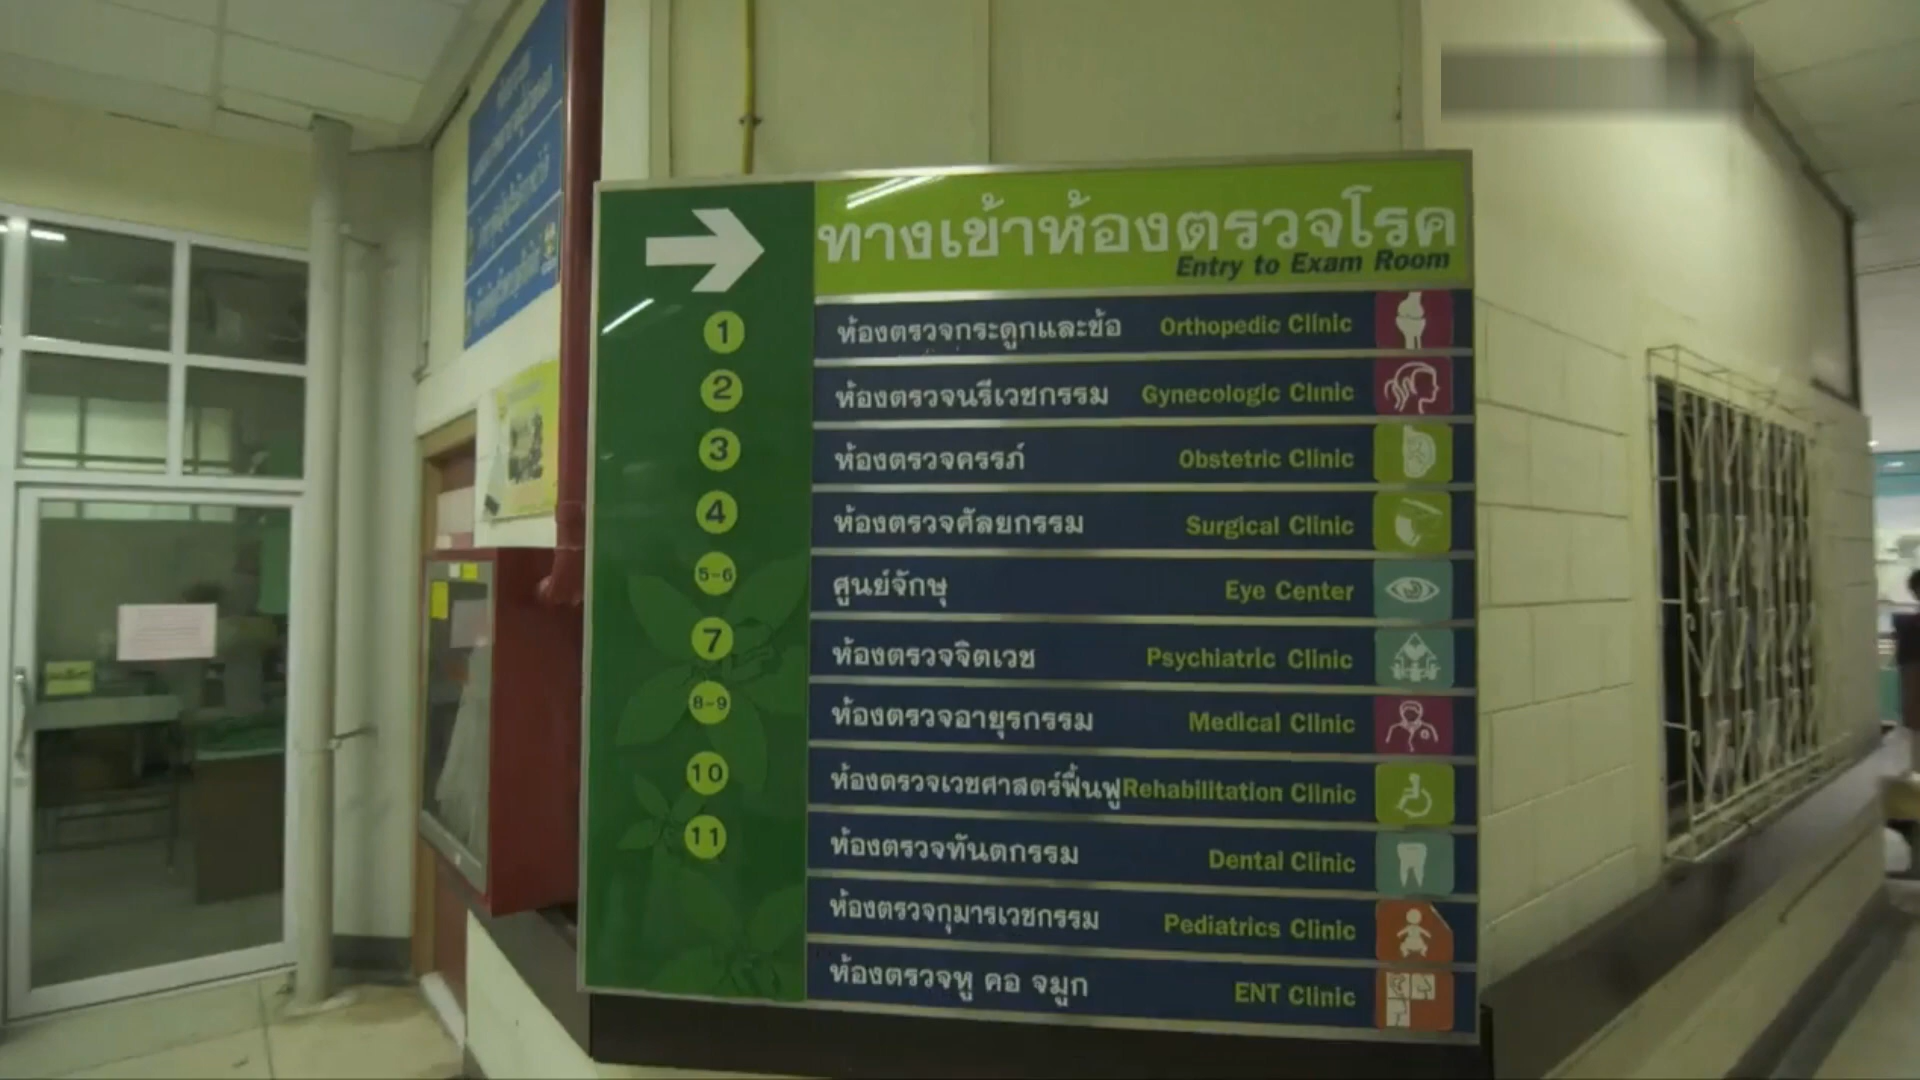 ทางเข้าห้องตรวจโรค
Entry to Exam Room
1 ห้องตรวจกระดูกและข้อ Orthopedic Clinic
2 ห้องตรวจนรีเวชกรรม Gynecologic Clinic
3 ห้องตรวจครรภ์ Obstetric Clinic
4 ห้องตรวจศัลยกรรม Surgical Clinic
5-6 ศูนย์จักษุ Eye Center
7 ห้องตรวจจิตเวช Psychiatric Clinic
8-9 ห้องตรวจอายุรกรรม Medical Clinic
10 ห้องตรวจเวชศาสตร์ฟื้นฟู Rehabilitation Clinic
11 ห้องตรวจทันตกรรม Dental Clinic
ห้องตรวจกุมารเวชกรรม Pediatrics Clinic
ห้องตรวจหู คอ จมูก ENT Clinic